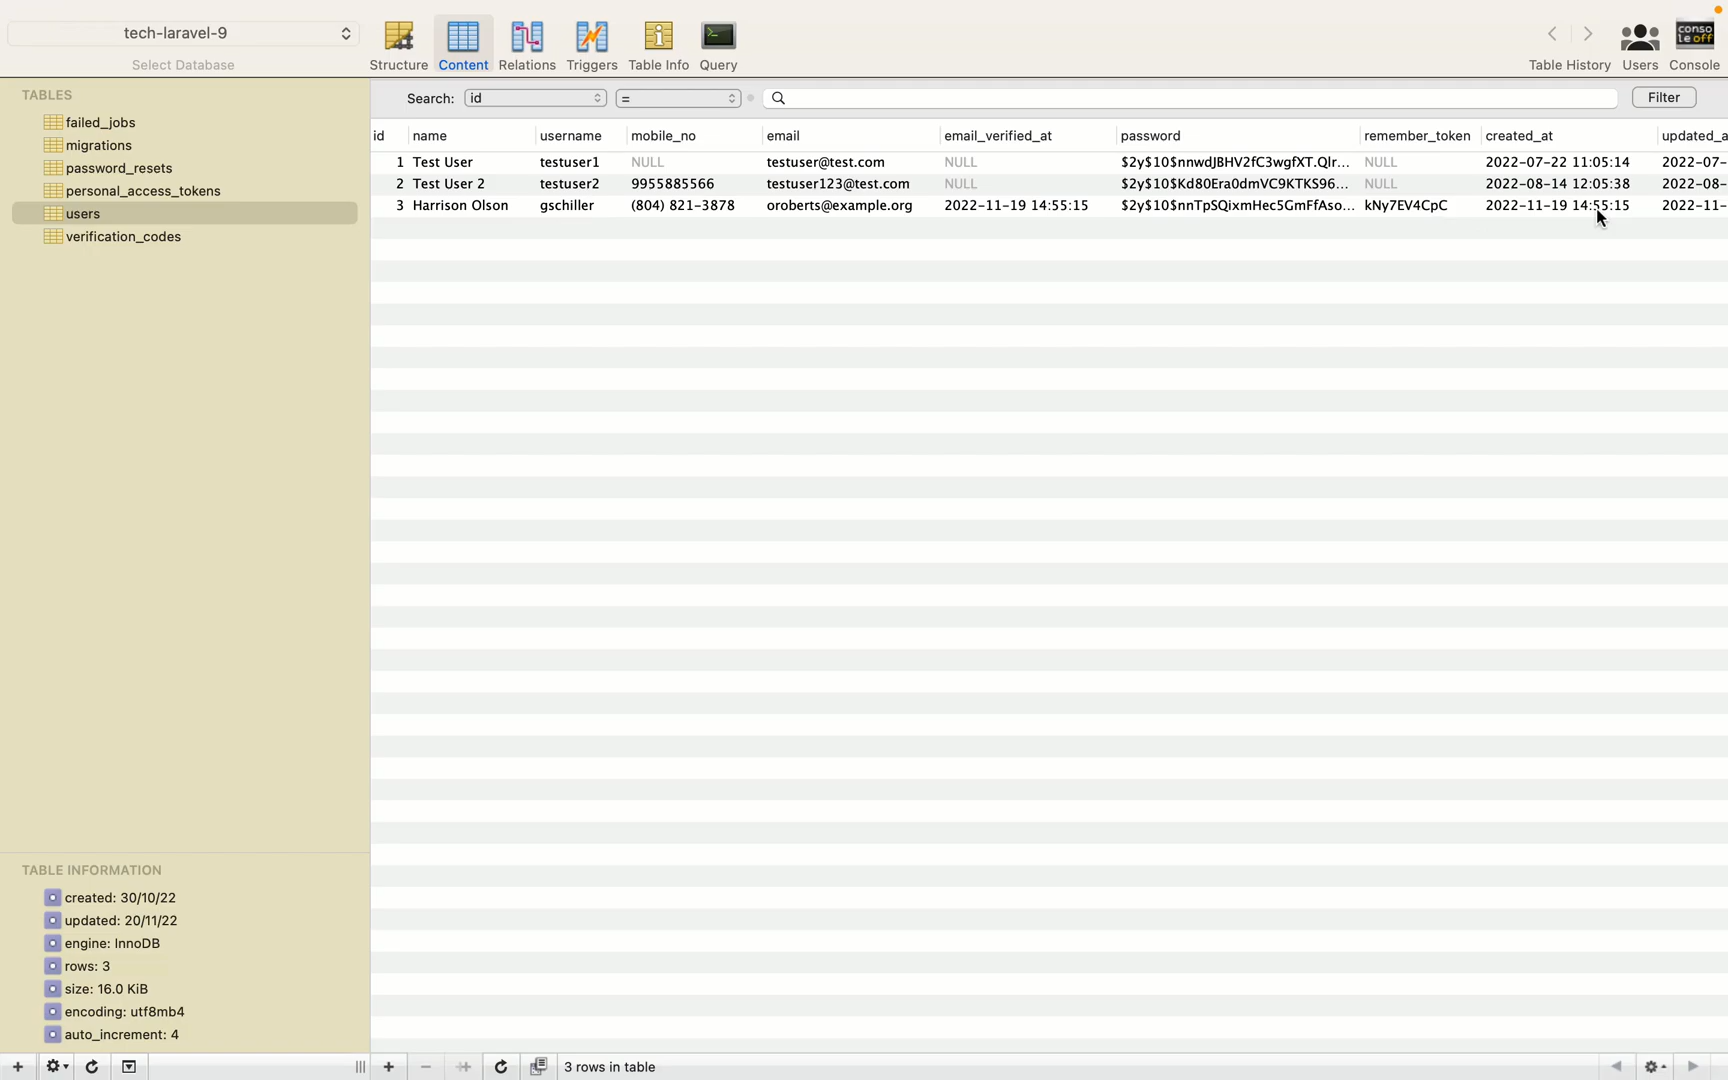 tech-laravel-9
Select Database
Structure Content Relations Triggers Table Info Query
Table History Users Console
conso
le off
TABLES
failed_jobs
migrations
password_resets
personal_access_tokens
users
verification_codes
Search: id = Filter
id name username mobile_no email email_verified_at password remember_token created_at updated_a
1 Test User testuser1 NULL testuser@test.com NULL $2y$10$nnwdJBHV2fC3wgfXT.QIr... NULL 2022-07-22 11:05:14 2022-07-
2 Test User 2 testuser2 9955885566 testuser123@test.com NULL $2y$10$Kd80Era0dmVC9KTKS96... NULL 2022-08-14 12:05:38 2022-08-
3 Harrison Olson gschiller (804) 821-3878 oroberts@example.org 2022-11-19 14:55:15 $2y$10$nnTpSQixmHec5GmFfAso... kNy7EV4CpC 2022-11-19 14:55:15 2022-11-
TABLE INFORMATION
created: 30/10/22
updated: 20/11/22
engine: InnoDB
rows: 3
size: 16.0 KiB
encoding: utf8mb4
auto_increment: 4
3 rows in table